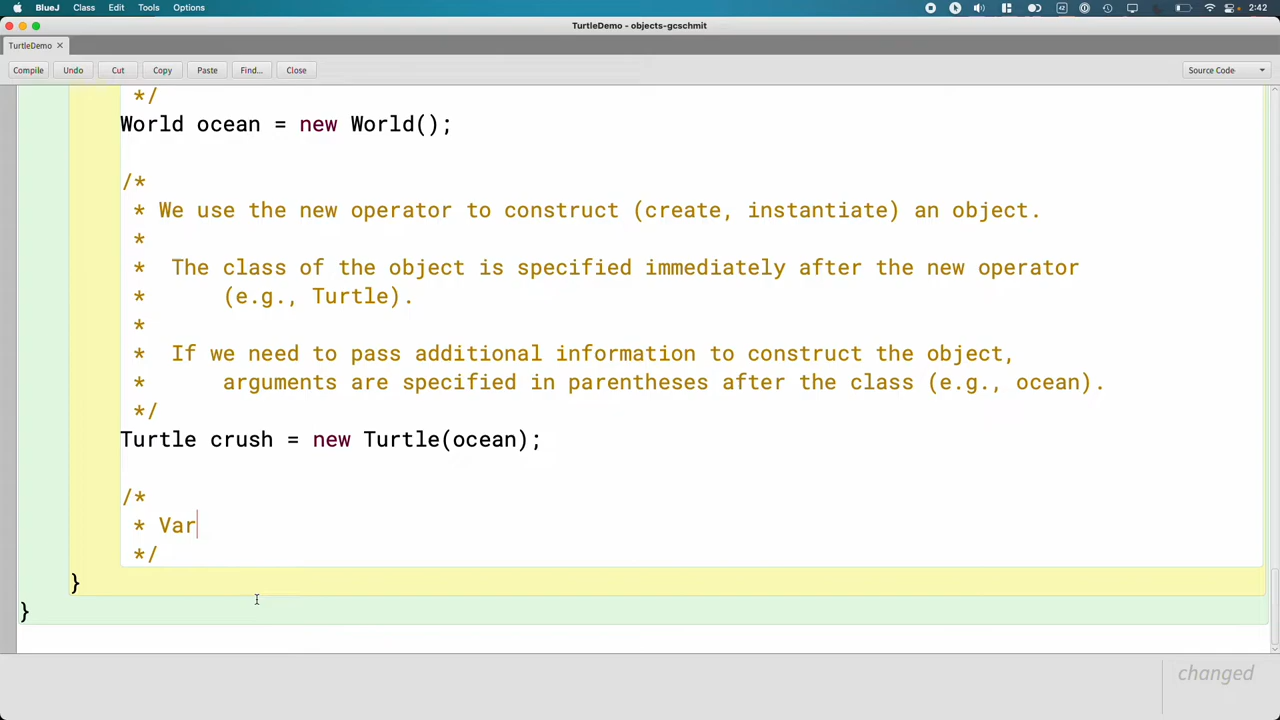 BlueJ Class Edit Tools Options 2:42
TurtleDemo - objects-gcschmit
TurtleDemo ×
Compile Undo Cut Copy Paste Find... Close Source Code
*/
World ocean = new World();
/*
* We use the new operator to construct (create, instantiate) an object.
*
* The class of the object is specified immediately after the new operator
* (e.g., Turtle).
*
* If we need to pass additional information to construct the object,
* arguments are specified in parentheses after the class (e.g., ocean).
*/
Turtle crush = new Turtle(ocean);
/*
* Var
*/
}
}
changed